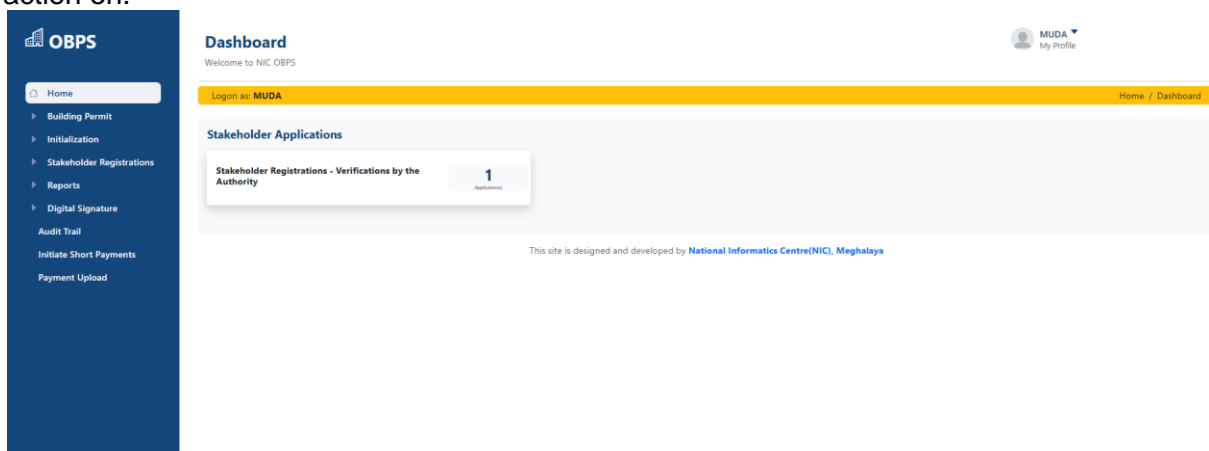 action on.
OBPS
Home
Building Permit
Initialization
Stakeholder Registrations
Reports
Digital Signature
Audit Trail
Initiate Short Payments
Payment Upload
Dashboard
Welcome to NIC OBPS
MUDA
My Profile
Logon as: MUDA
Home / Dashboard
Stakeholder Applications
Stakeholder Registrations - Verifications by the
Authority
1
Application(s)
This site is designed and developed by National Informatics Centre(NIC), Meghalaya